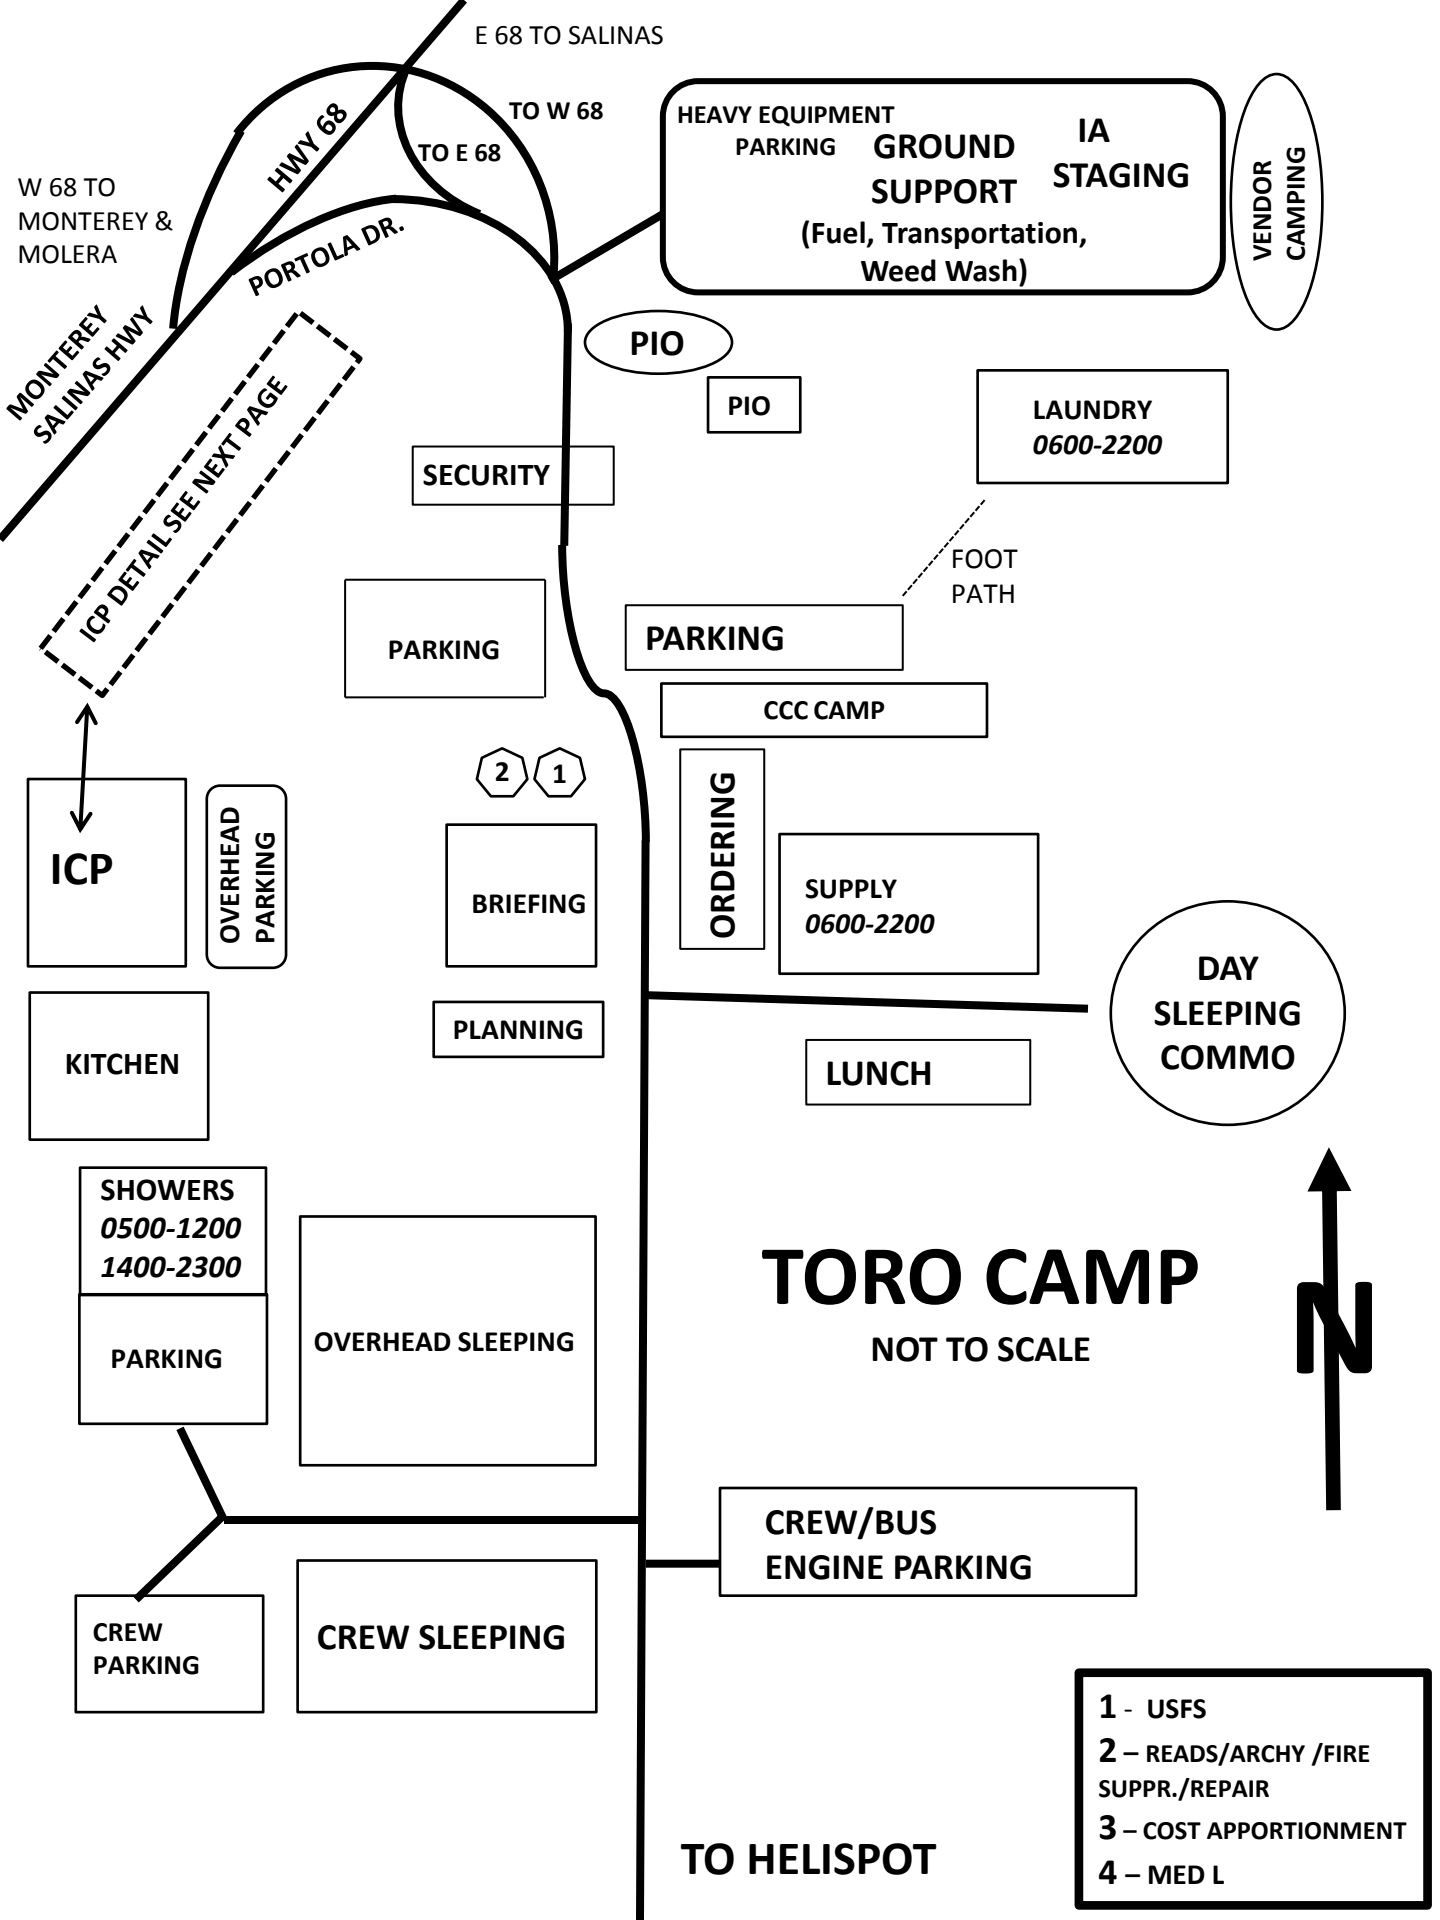 E 68 TO SALINAS
HWY 68
TO W 68
TO E 68
W 68 TO
MONTEREY &
MOLERA
PORTOLA DR.
MONTEREY
SALINAS HWY
HEAVY EQUIPMENT
PARKING
GROUND
SUPPORT
(Fuel, Transportation,
Weed Wash)
IA
STAGING
VENDOR
CAMPING
PIO
PIO
LAUNDRY
0600-2200
ICP DETAIL SEE NEXT PAGE
SECURITY
FOOT
PATH
PARKING
PARKING
CCC CAMP
2
1
ICP
OVERHEAD
PARKING
BRIEFING
ORDERING
SUPPLY
0600-2200
DAY
SLEEPING
COMMO
KITCHEN
PLANNING
LUNCH
SHOWERS
0500-1200
1400-2300
PARKING
OVERHEAD SLEEPING
TORO CAMP
NOT TO SCALE
N
CREW/BUS
ENGINE PARKING
CREW
PARKING
CREW SLEEPING
1 - USFS
2 – READS/ARCHY /FIRE
SUPPR./REPAIR
3 – COST APPORTIONMENT
4 – MED L
TO HELISPOT